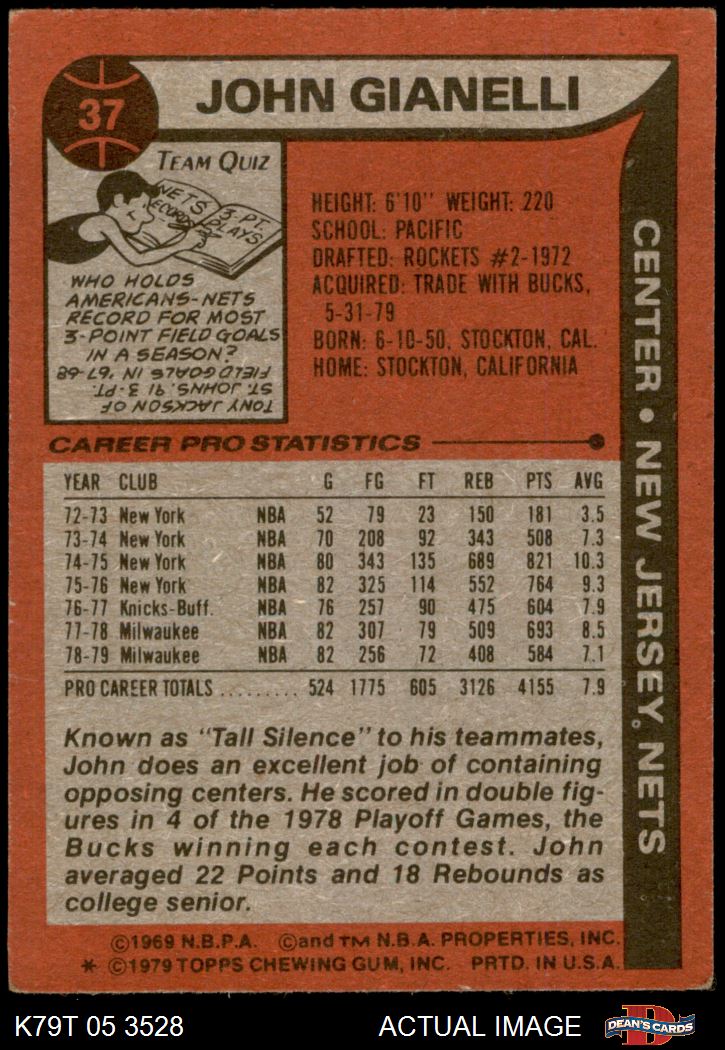 37
JOHN GIANELLI
TEAM QUIZ
NETS RECORDS
3-PT. PLAYS
WHO HOLDS
AMERICANS-NETS
RECORD FOR MOST
3-POINT FIELD GOALS
IN A SEASON?
TONY JACKSON OF
ST. JOHNS. 91 3-PT.
FIELD GOALS IN '67-68
HEIGHT: 6'10" WEIGHT: 220
SCHOOL: PACIFIC
DRAFTED: ROCKETS #2-1972
ACQUIRED: TRADE WITH BUCKS,
5-31-79
BORN: 6-10-50, STOCKTON, CAL.
HOME: STOCKTON, CALIFORNIA
CENTER • NEW JERSEY NETS
CAREER PRO STATISTICS
YEAR CLUB G FG FT REB PTS AVG
72-73 New York NBA 52 79 23 150 181 3.5
73-74 New York NBA 70 208 92 343 508 7.3
74-75 New York NBA 80 343 135 689 821 10.3
75-76 New York NBA 82 325 114 552 764 9.3
76-77 Knicks-Buff. NBA 76 257 90 475 604 7.9
77-78 Milwaukee NBA 82 307 79 509 693 8.5
78-79 Milwaukee NBA 82 256 72 408 584 7.1
PRO CAREER TOTALS ......... 524 1775 605 3126 4155 7.9
Known as "Tall Silence" to his teammates,
John does an excellent job of containing
opposing centers. He scored in double fig-
ures in 4 of the 1978 Playoff Games, the
Bucks winning each contest. John
averaged 22 Points and 18 Rebounds as
college senior.
©1969 N.B.P.A. ©and TM N.B.A. PROPERTIES, INC.
* ©1979 TOPPS CHEWING GUM, INC. PRTD. IN U.S.A.
K79T 05 3528 ACTUAL IMAGE
D DEAN'S CARDS